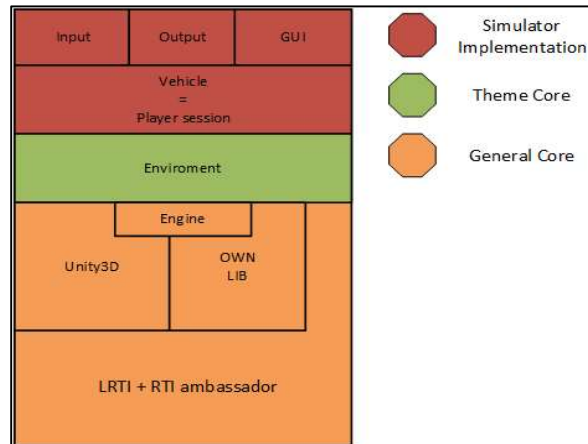 Input
Output
GUI
Vehicle
=
Player session
Enviroment
Engine
Unity3D
OWN
LIB
LRTI + RTI ambassador
Simulator
Implementation
Theme Core
General Core